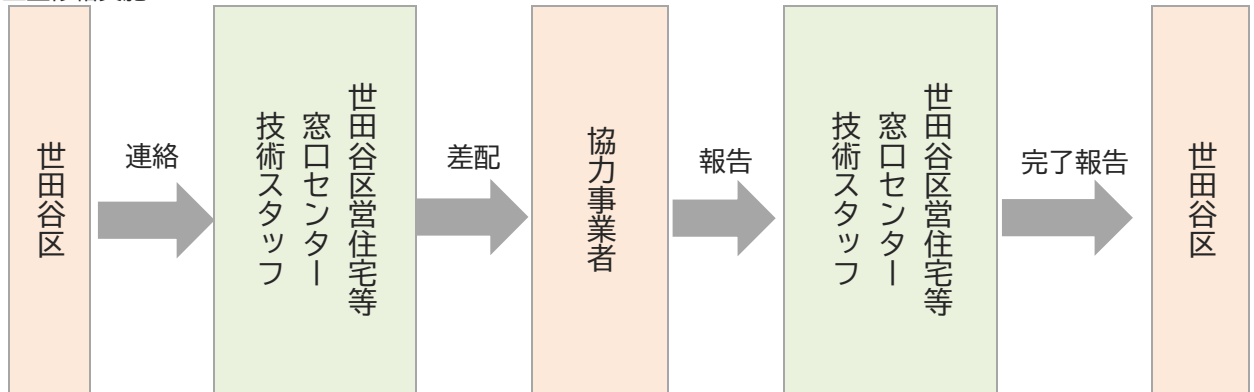 世田谷区
連絡
世田谷区営住宅等
窓口センター
技術スタッフ
差配
協力事業者
報告
世田谷区営住宅等
窓口センター
技術スタッフ
完了報告
世田谷区